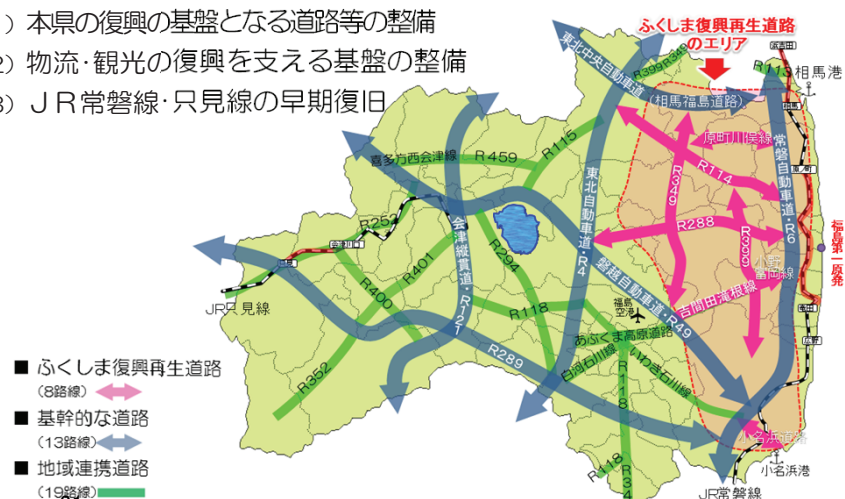 ) 本県の復興の基盤となる道路等の整備
2) 物流・観光の復興を支える基盤の整備
3) ＪＲ常磐線・只見線の早期復旧
ふくしま復興再生道路
のエリア
東北中央自動車道
R399
R349
R113
相馬港
(相馬福島道路)
原町川俣線
常磐自動車道・R6
R115
喜多方西会津線
R459
R114
R349
東北自動車道・R4
R252
会津縦貫道・R121
R288
R399
R401
R294
磐越自動車道・R49
小野
富岡線
福島第一原発
R400
吉間田滝根線
JR只見線
R118
福島
空港
あぶくま高原道路
R289
白河石川線
いわき石川線
R352
R118
小名浜道路
小名浜港
R118
R34
JR常磐線
■ ふくしま復興再生道路
(8路線)
■ 基幹的な道路
(13路線)
■ 地域連携道路
(19路線)